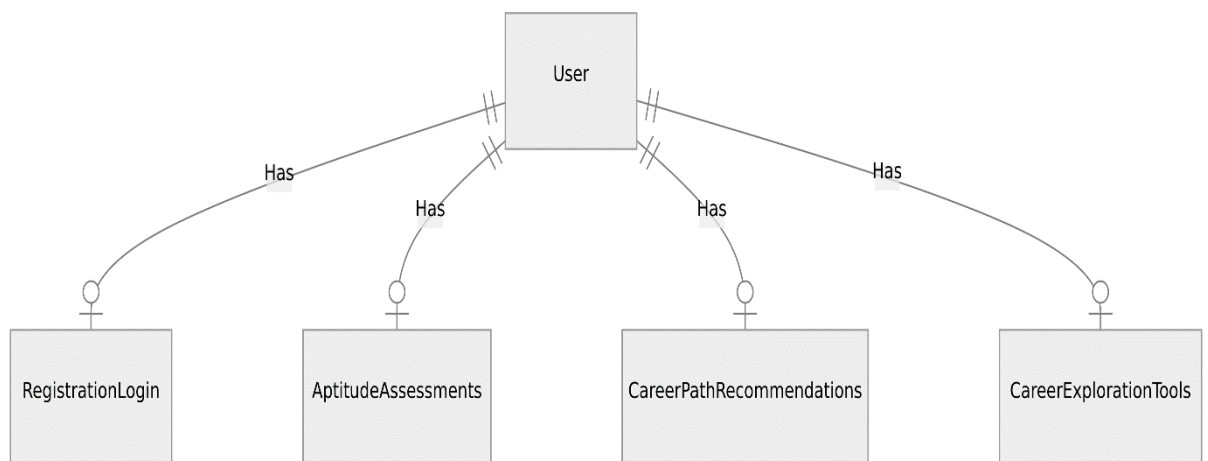 User
Has
Has
Has
Has
RegistrationLogin
AptitudeAssessments
CareerPathRecommendations
CareerExplorationTools